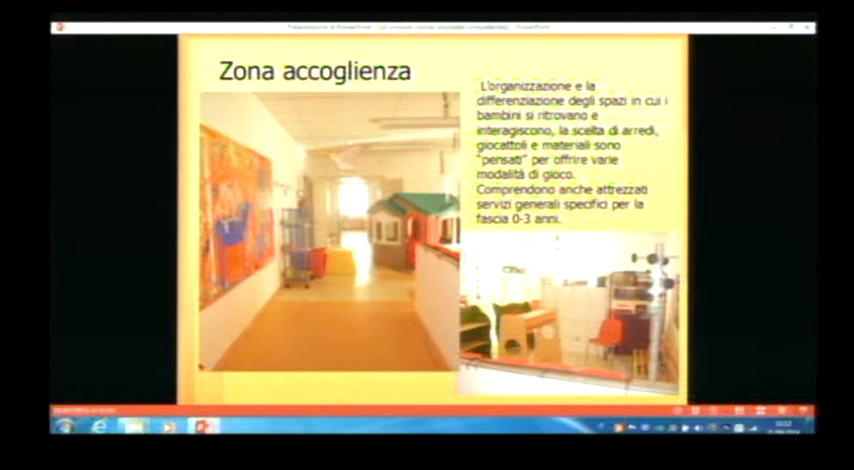 Zona accoglienza
L'organizzazione e la
differenziazione degli spazi in cui i
bambini si ritrovano e
interagiscono, la scelta di arredi,
giocattoli e materiali sono
"pensati" per offrire varie
modalità di gioco.
Comprendono anche attrezzati
servizi generali specifici per la
fascia 0-3 anni.